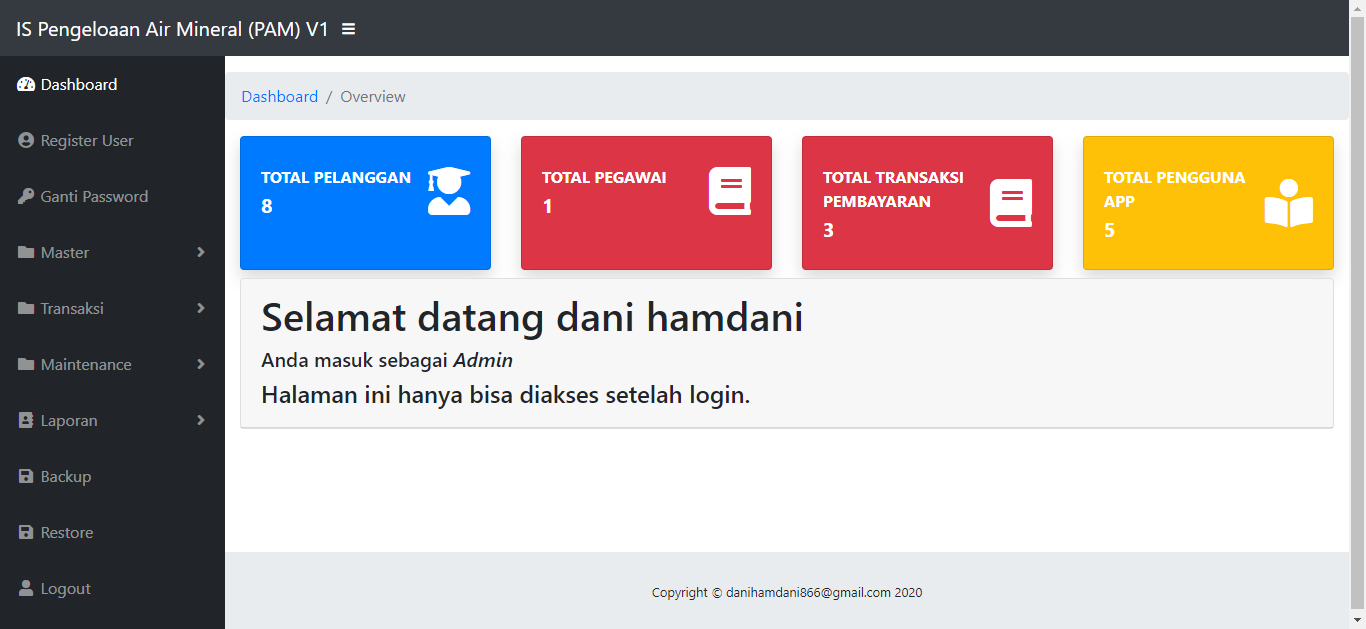 IS Pengeloaan Air Mineral (PAM) V1
Dashboard
Register User
Ganti Password
Master
Transaksi
Maintenance
Laporan
Backup
Restore
Logout
Dashboard / Overview
TOTAL PELANGGAN
8
TOTAL PEGAWAI
1
TOTAL TRANSAKSI
PEMBAYARAN
3
TOTAL PENGGUNA
APP
5
Selamat datang dani hamdani
Anda masuk sebagai Admin
Halaman ini hanya bisa diakses setelah login.
Copyright © danihamdani866@gmail.com 2020